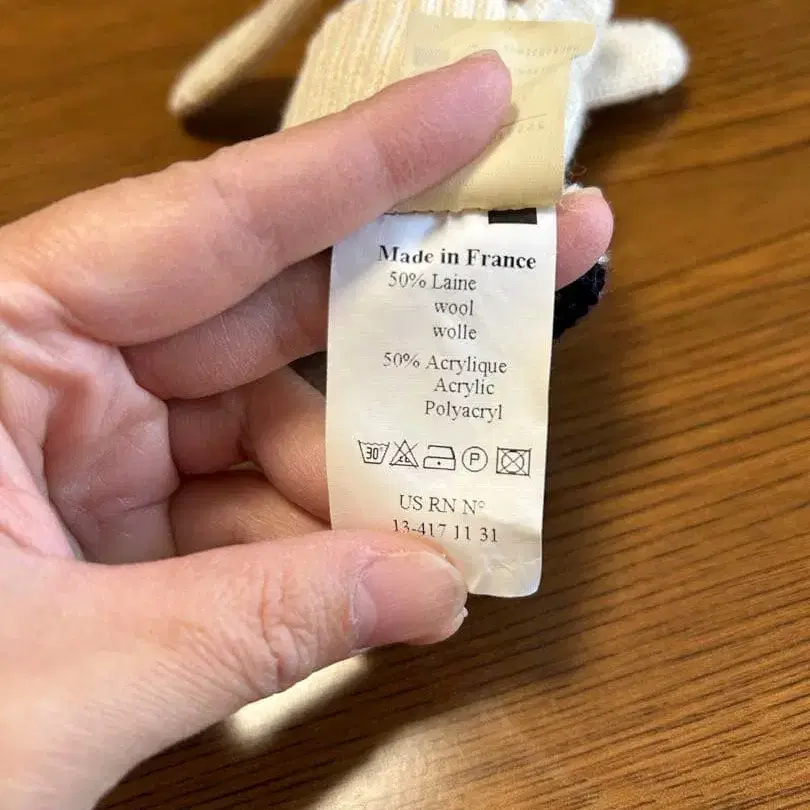 Made in France
50% Laine
wool
wolle
50% Acrylique
Acrylic
Polyacryl
30°
P
US RN N°
13-417 11 31